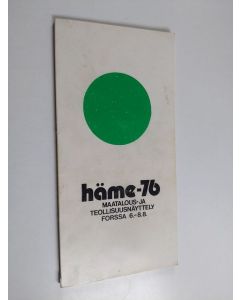 häme-76
MAATALOUS- JA
TEOLLISUUSNÄYTTELY
FORSSA 6.-8.8.